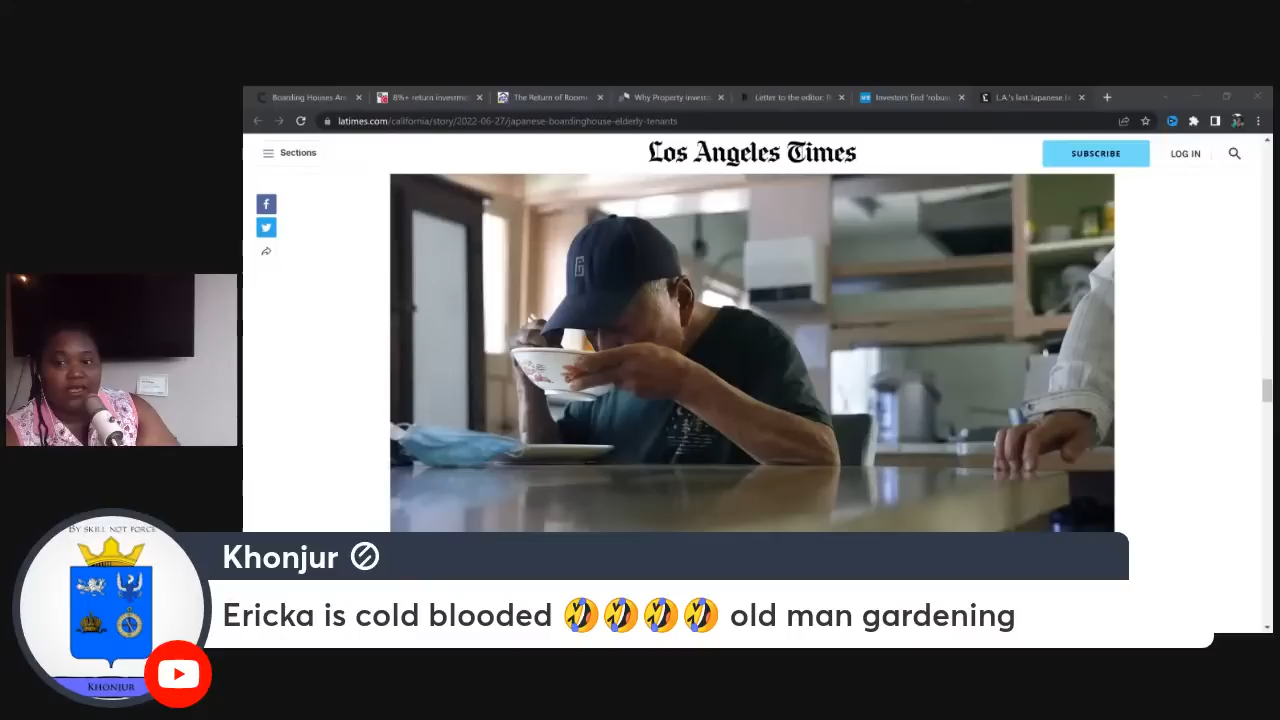 Boarding Houses Are
8%+ return investme
The Return of Room
Why Property Invest
Letter to the editor: R
Investors find 'robus
L.A.'s last Japanese b
latimes.com/california/story/2022-06-27/japanese-boardinghouse-elderly-tenants
Sections
Los Angeles Times
SUBSCRIBE
LOG IN
BY SKILL NOT FORCE
KHONJUR
Khonjur
Ericka is cold blooded 🤣🤣🤣🤣 old man gardening